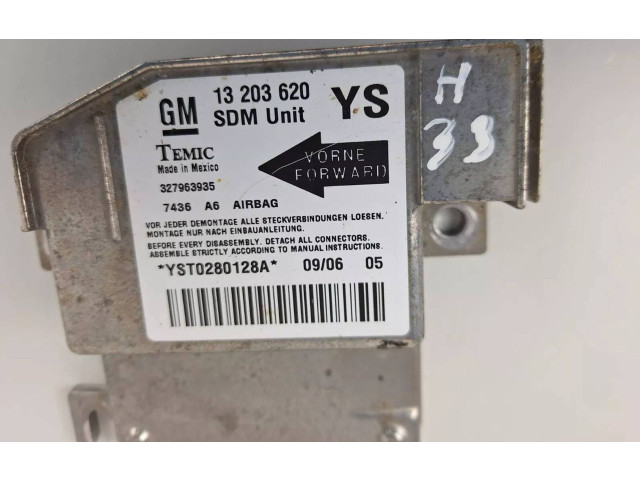 GM 13 203 620 YS
SDM Unit
TEMIC
Made in Mexico
VORNE
FORWARD
327963935
7436 A6 AIRBAG
VOR JEDER DEMONTAGE ALLE STECKVERBINDUNGEN LOESEN.
MONTAGE NUR NACH EINBAUANLEITUNG.
BEFORE EVERY DISASSEMBLY, DETACH ALL CONNECTORS.
ASSEMBLE STRICTLY ACCORDING TO MANUAL INSTRUCTIONS.
*YST0280128A* 09/06 05
H
33